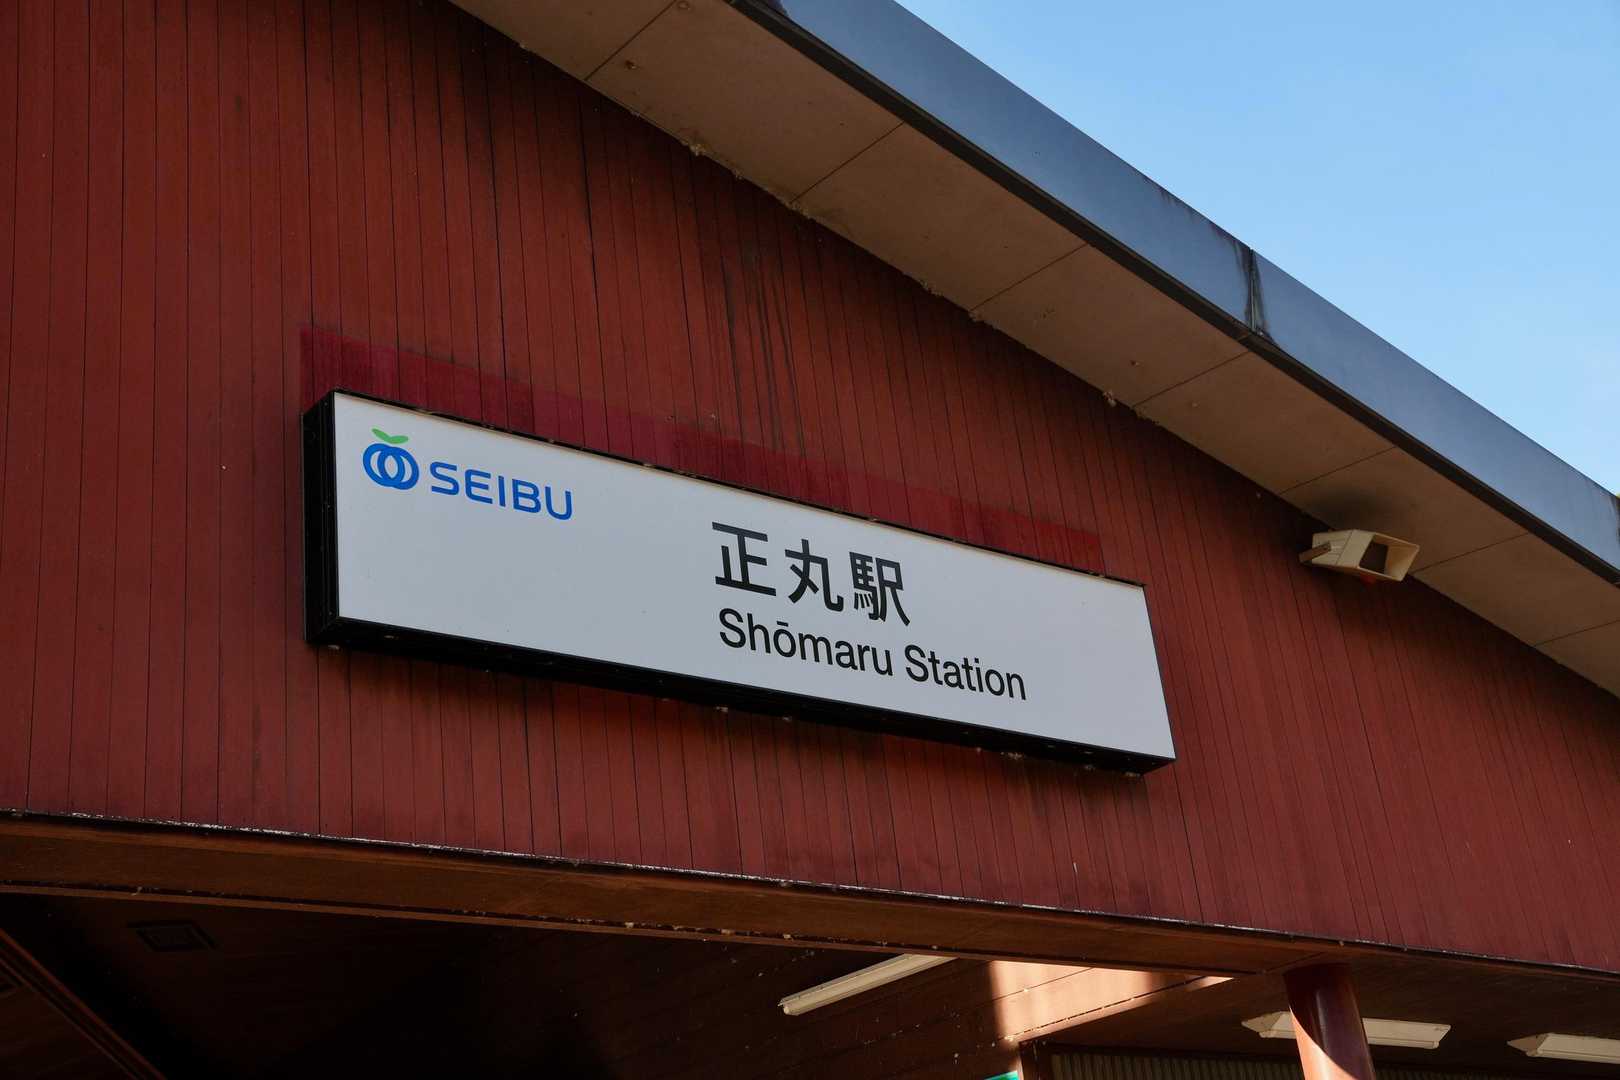 SEIBU
正丸駅
Shōmaru Station